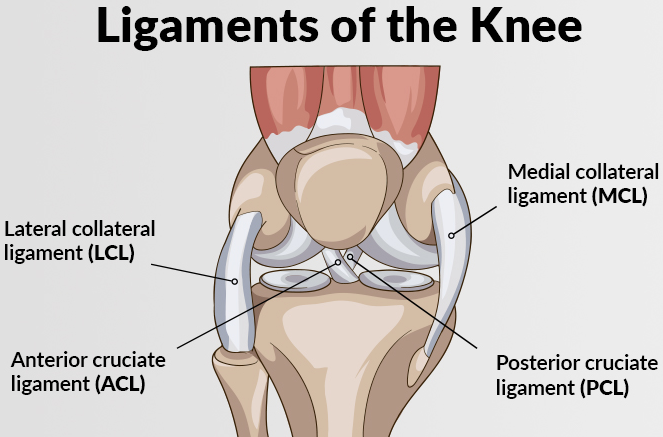 Ligaments of the Knee
Medial collateral
ligament (MCL)
Lateral collateral
ligament (LCL)
Anterior cruciate
ligament (ACL)
Posterior cruciate
ligament (PCL)